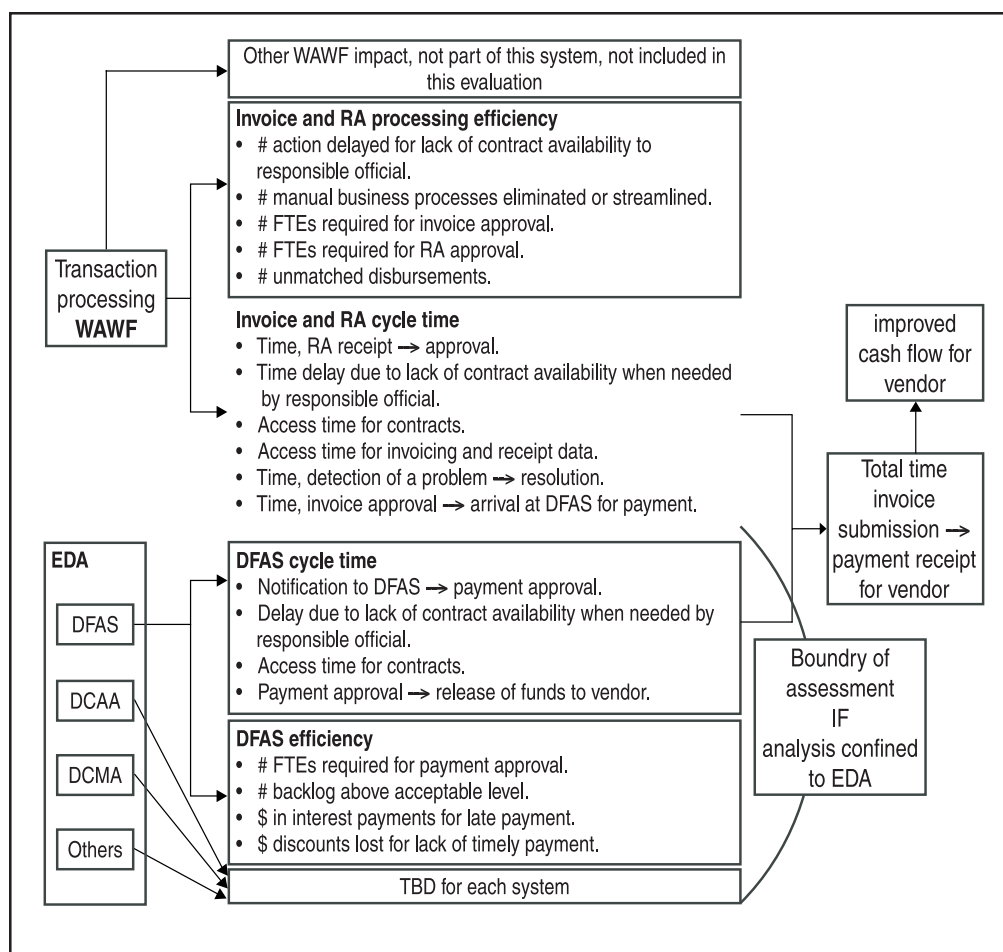 Other WAWF impact, not part of this system, not included in
this evaluation
Invoice and RA processing efficiency
• # action delayed for lack of contract availability to
responsible official.
• # manual business processes eliminated or streamlined.
• # FTEs required for invoice approval.
• # FTEs required for RA approval.
• # unmatched disbursements.
Transaction
processing
WAWF
Invoice and RA cycle time
• Time, RA receipt → approval.
• Time delay due to lack of contract availability when needed
by responsible official.
• Access time for contracts.
• Access time for invoicing and receipt data.
• Time, detection of a problem → resolution.
• Time, invoice approval → arrival at DFAS for payment.
improved
cash flow for
vendor
Total time
invoice
submission →
payment receipt
for vendor
EDA
DFAS
DCAA
DCMA
Others
DFAS cycle time
• Notification to DFAS → payment approval.
• Delay due to lack of contract availability when needed by
responsible official.
• Access time for contracts.
• Payment approval → release of funds to vendor.
DFAS efficiency
• # FTEs required for payment approval.
• # backlog above acceptable level.
• $ in interest payments for late payment.
• $ discounts lost for lack of timely payment.
TBD for each system
Boundry of
assessment
IF
analysis confined
to EDA